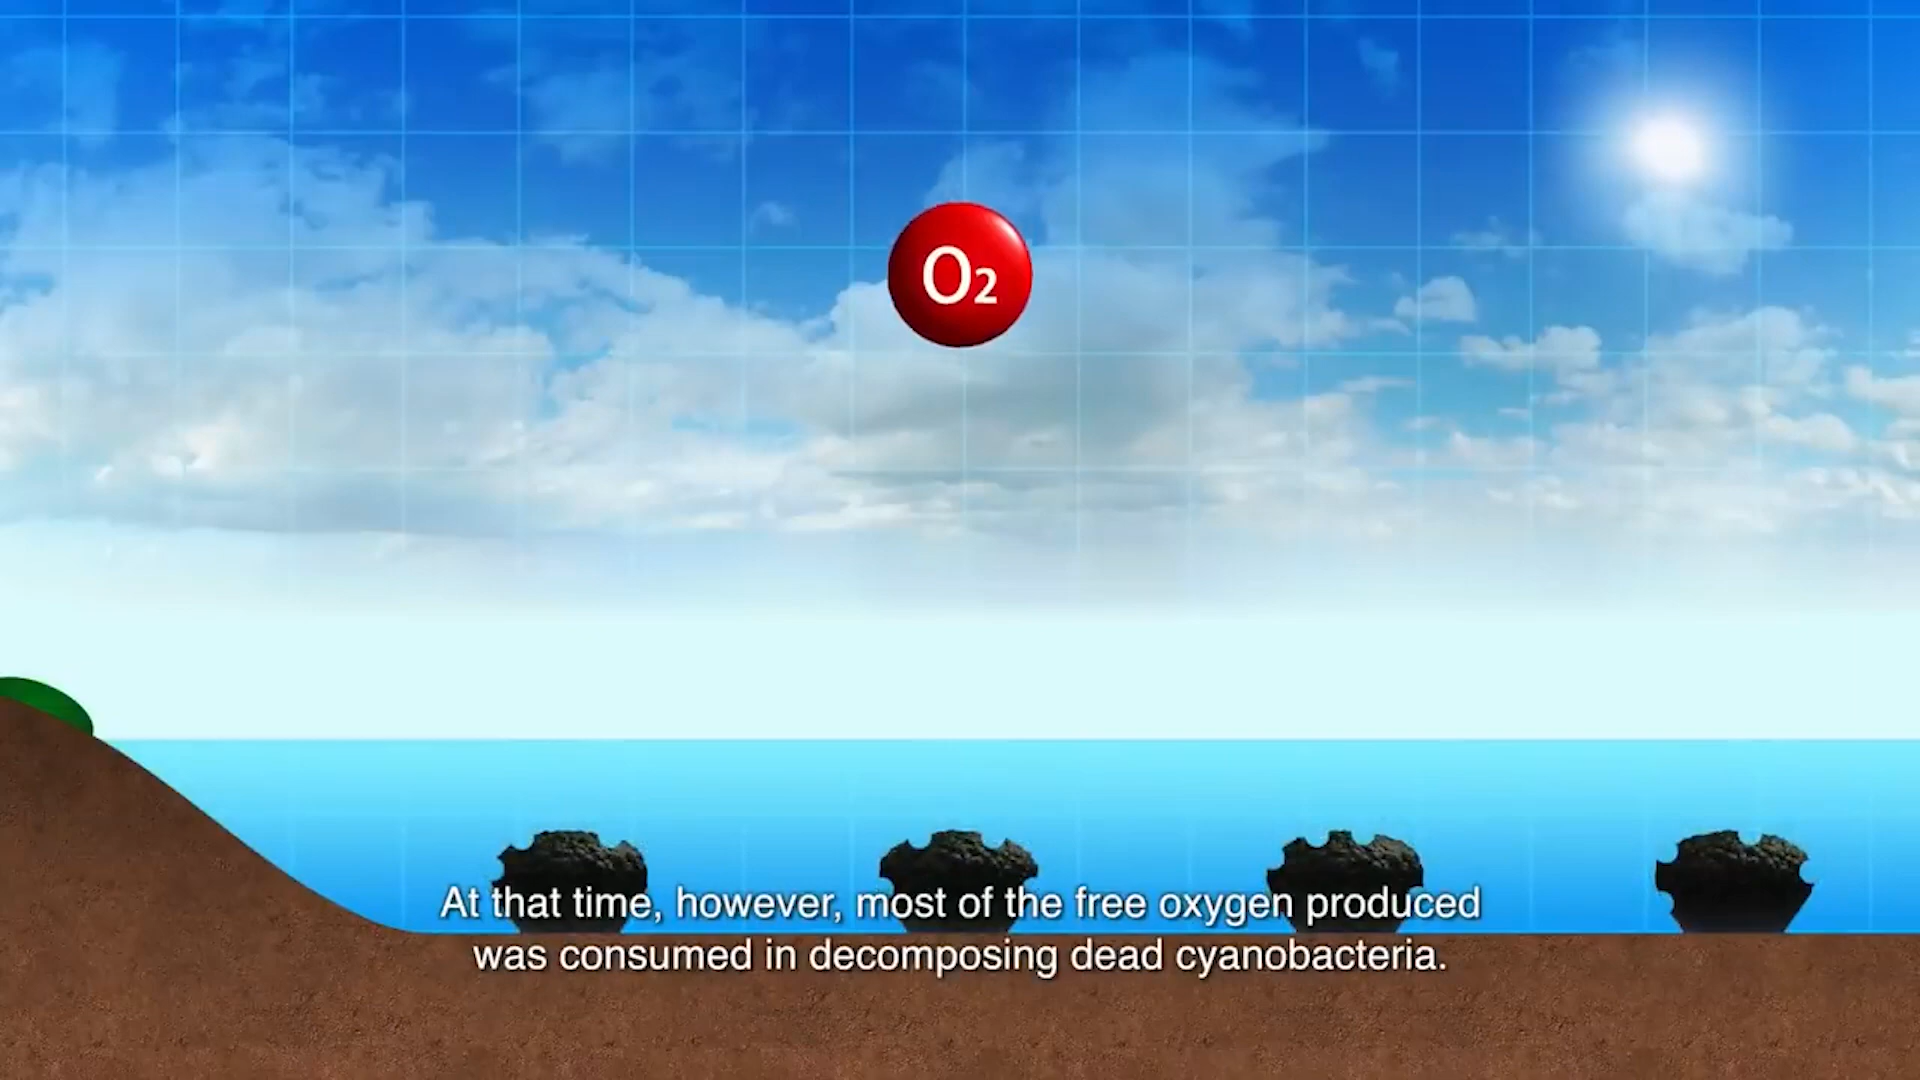 O2
At that time, however, most of the free oxygen produced
was consumed in decomposing dead cyanobacteria.